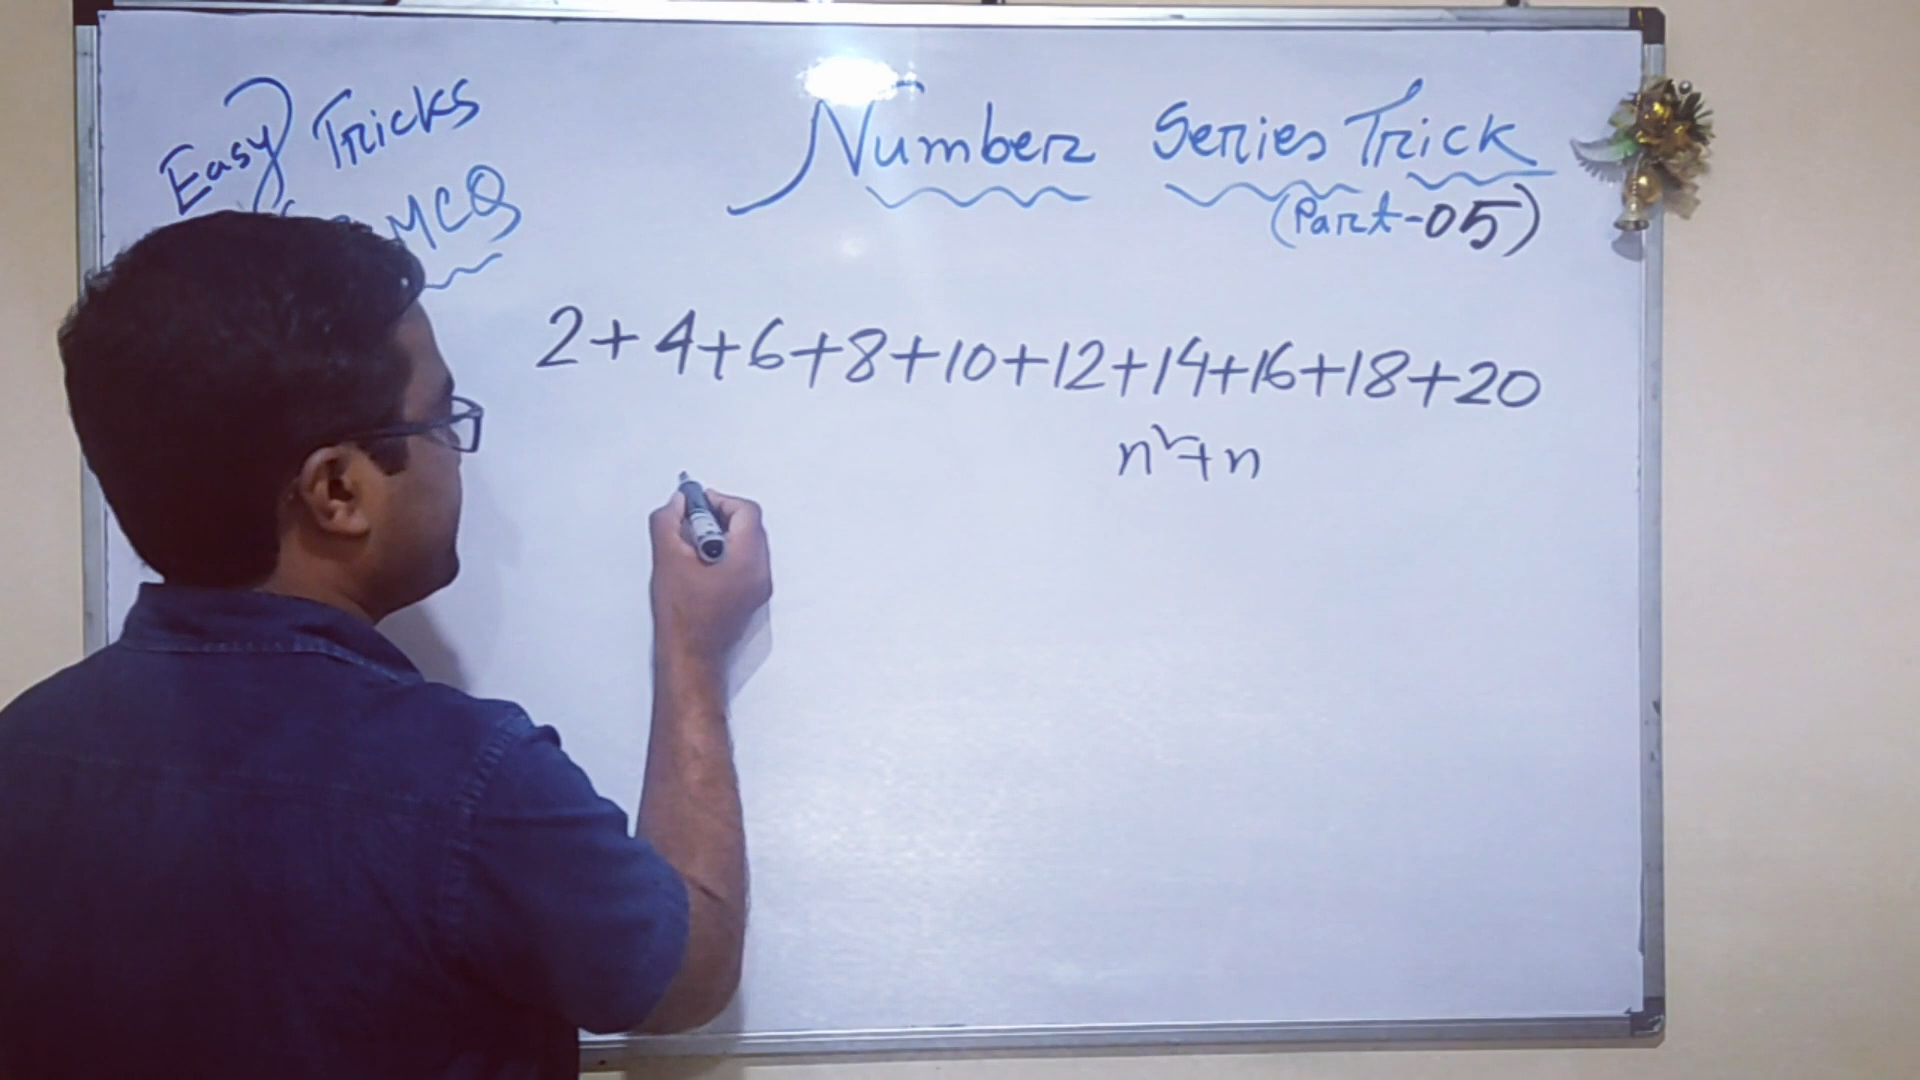 Easy Tricks
MCQ
Number Series Trick
(Part-05)
2+4+6+8+10+12+14+16+18+20
n²+n